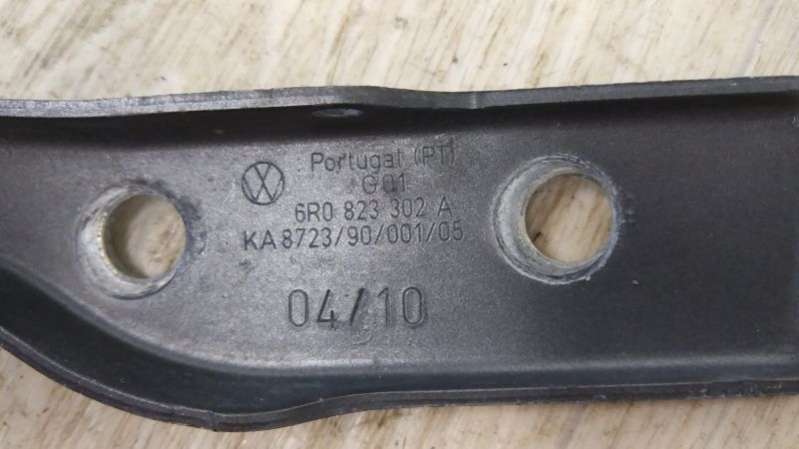 Portugal (PT)
G01
6R0 823 302 A
KA 8723/90/001/05
04/10